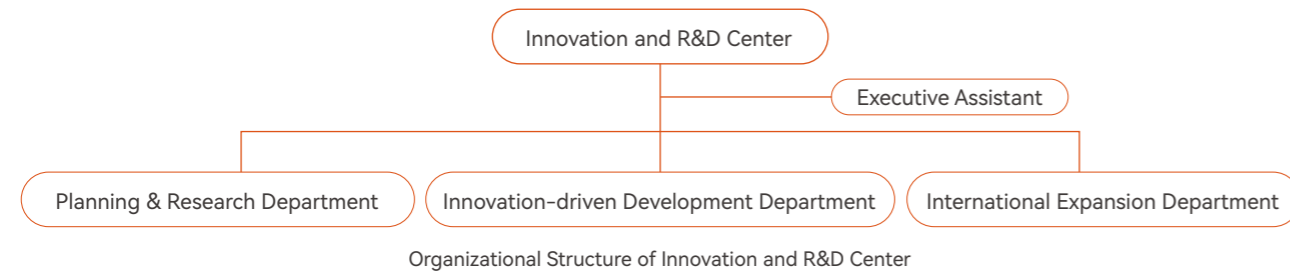 Innovation and R&D Center
Executive Assistant
Planning & Research Department
Innovation-driven Development Department
International Expansion Department
Organizational Structure of Innovation and R&D Center